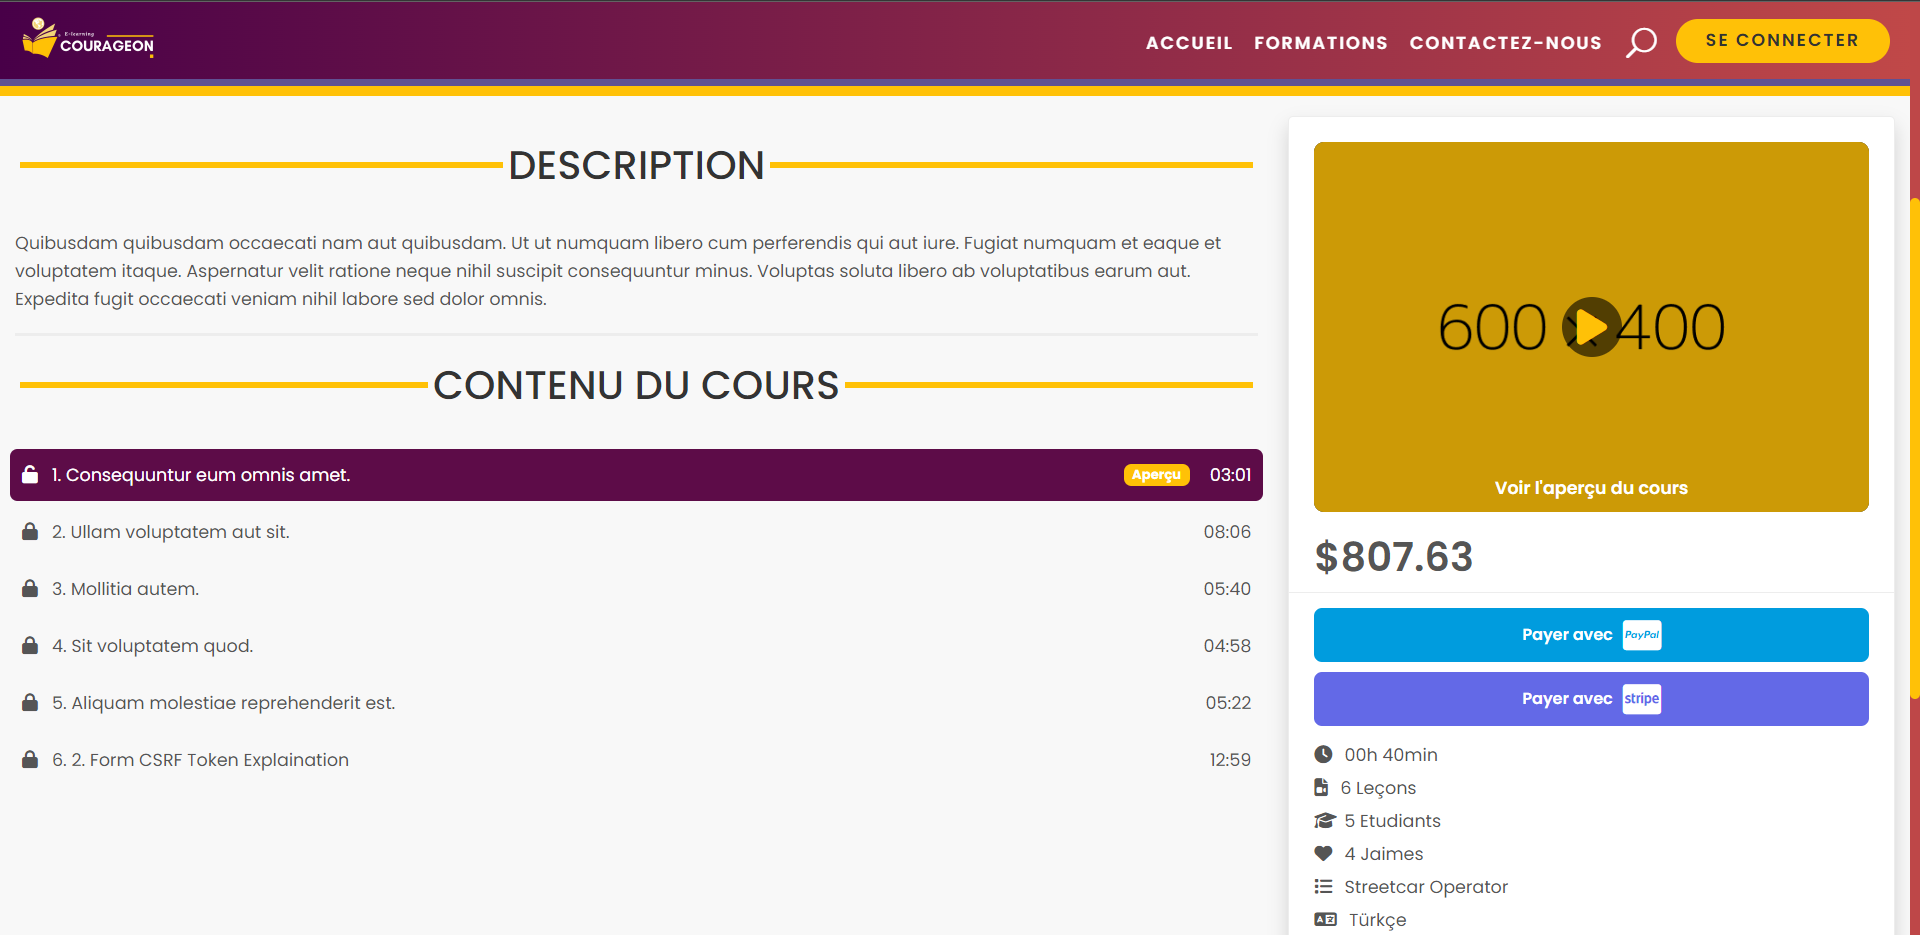 E-learning
COURAGEON
ACCUEIL FORMATIONS CONTACTEZ-NOUS SE CONNECTER
DESCRIPTION
Quibusdam quibusdam occaecati nam aut quibusdam. Ut ut numquam libero cum perferendis qui aut iure. Fugiat numquam et eaque et
voluptatem itaque. Aspernatur velit ratione neque nihil suscipit consequuntur minus. Voluptas soluta libero ab voluptatibus earum aut.
Expedita fugit occaecati veniam nihil labore sed dolor omnis.
CONTENU DU COURS
1. Consequuntur eum omnis amet. Aperçu 03:01
2. Ullam voluptatem aut sit. 08:06
3. Mollitia autem. 05:40
4. Sit voluptatem quod. 04:58
5. Aliquam molestiae reprehenderit est. 05:22
6. 2. Form CSRF Token Explaination 12:59
600 x 400
Voir l'aperçu du cours
$807.63
Payer avec PayPal
Payer avec stripe
00h 40min
6 Leçons
5 Etudiants
4 Jaimes
Streetcar Operator
Türkçe